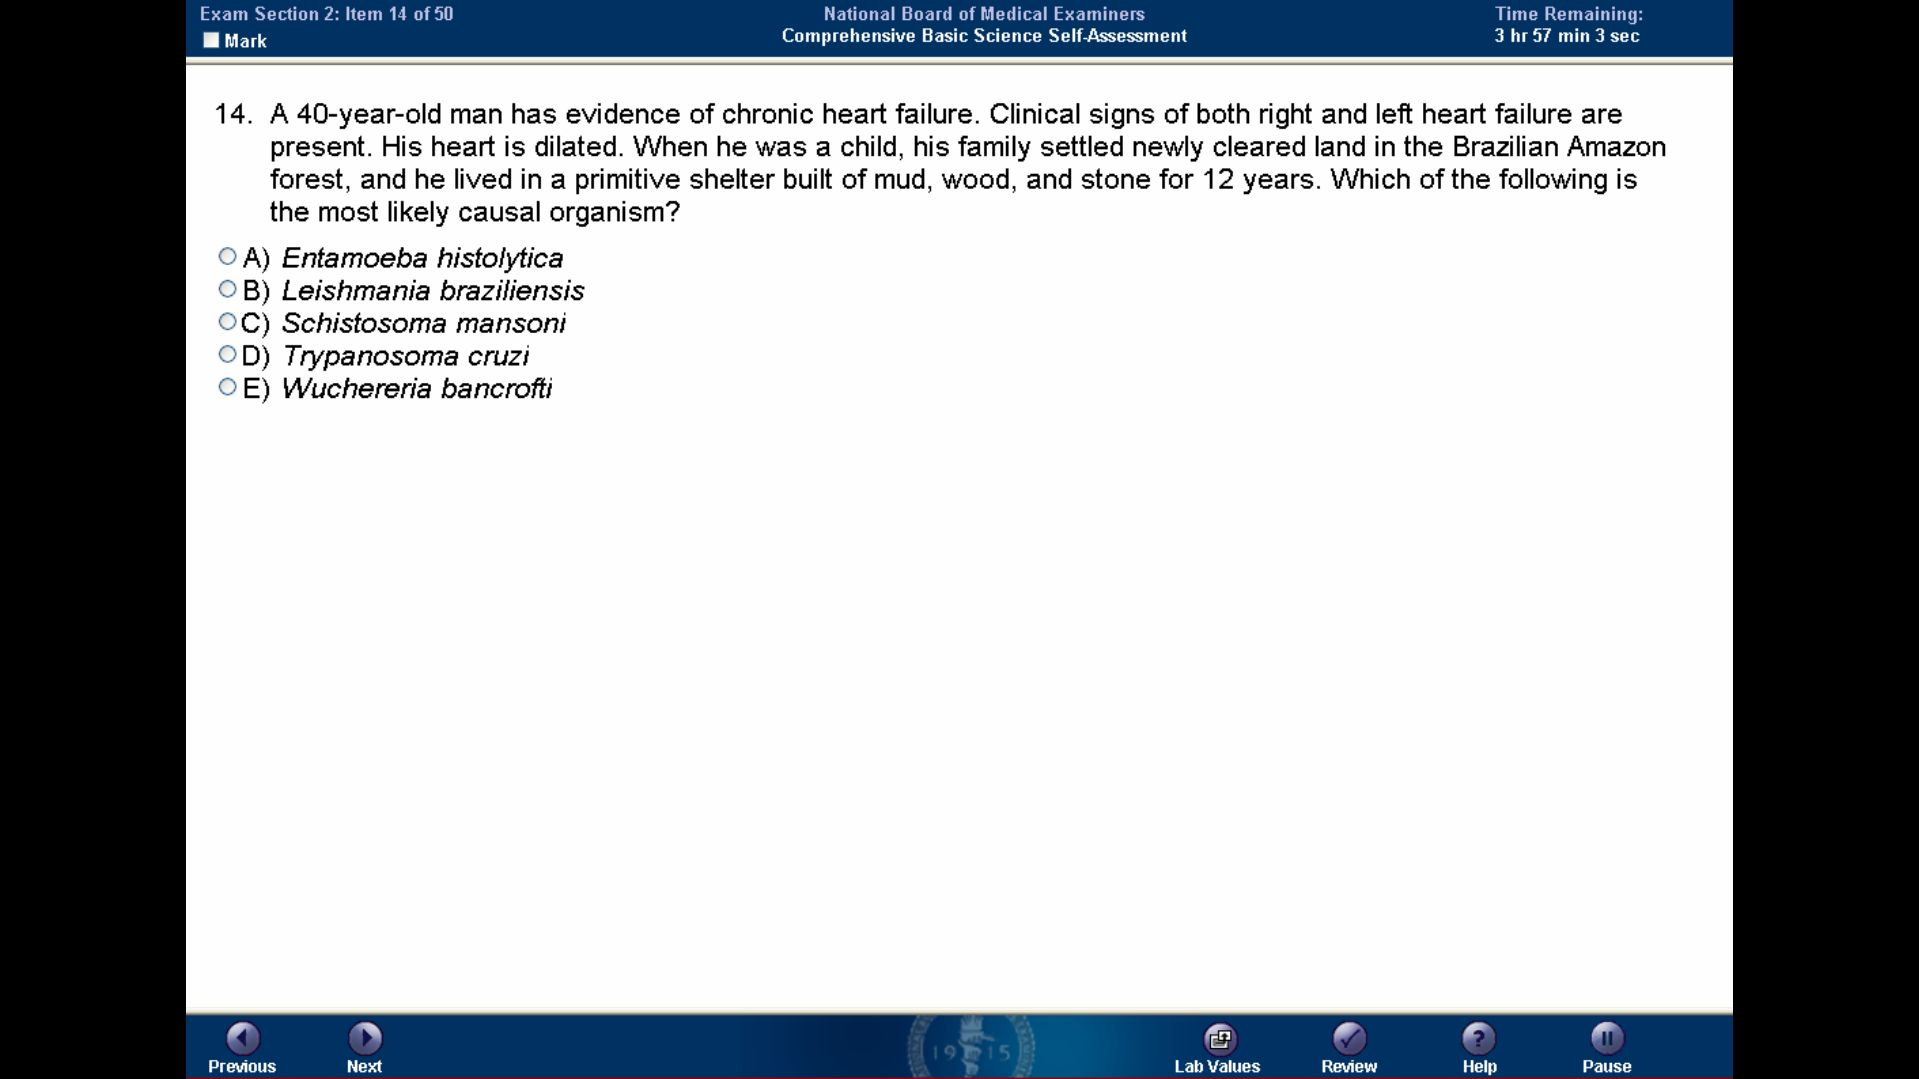 Exam Section 2: Item 14 of 50
National Board of Medical Examiners
Time Remaining:
Mark
Comprehensive Basic Science Self-Assessment
3 hr 57 min 3 sec
14. A 40-year-old man has evidence of chronic heart failure. Clinical signs of both right and left heart failure are
present. His heart is dilated. When he was a child, his family settled newly cleared land in the Brazilian Amazon
forest, and he lived in a primitive shelter built of mud, wood, and stone for 12 years. Which of the following is
the most likely causal organism?
A) Entamoeba histolytica
B) Leishmania braziliensis
C) Schistosoma mansoni
D) Trypanosoma cruzi
E) Wuchereria bancrofti
1915
Previous
Next
Lab Values
Review
Help
Pause